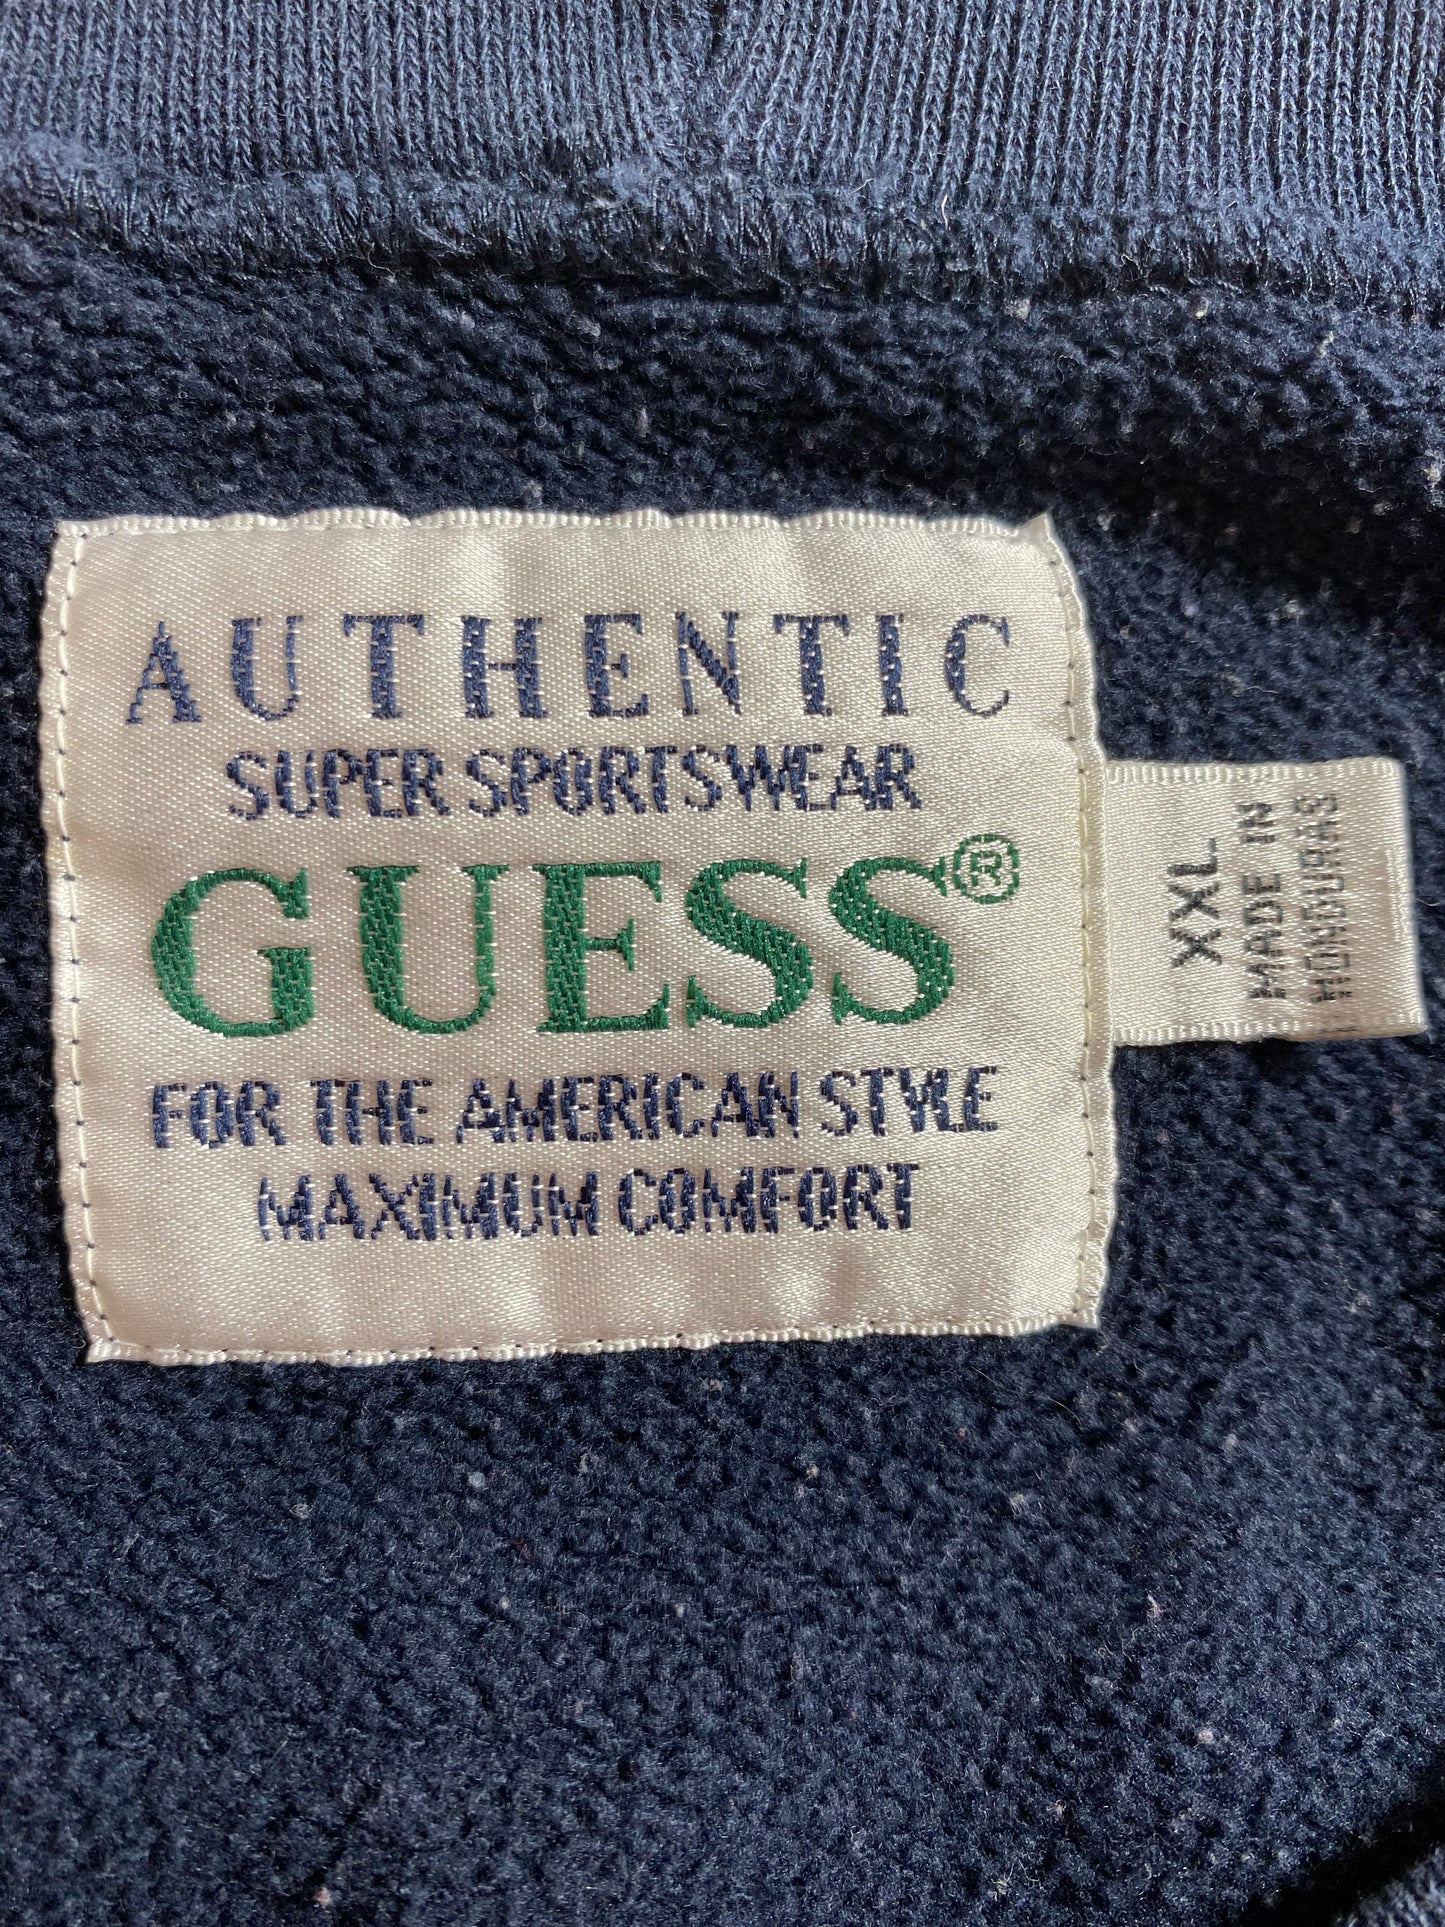 AUTHENTIC
SUPER SPORTSWEAR
GUESS®
FOR THE AMERICAN STYLE
MAXIMUM COMFORT
XXL
MADE IN
HONDURAS